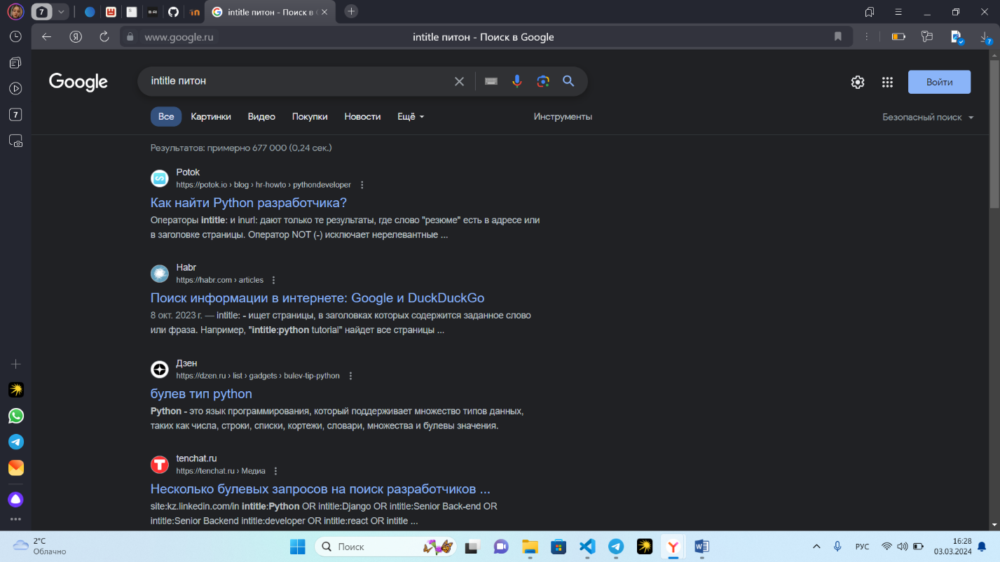 7
intitle питон - Поиск в G
www.google.ru
intitle питон - Поиск в Google
7
Google
intitle питон
Войти
Все
Картинки
Видео
Покупки
Новости
Ещё
Инструменты
Безопасный поиск
7
Результатов: примерно 677 000 (0,24 сек.)
Potok
https://potok.io › blog › hr-howto › pythondeveloper
Как найти Python разработчика?
Операторы intitle: и inurl: дают только те результаты, где слово "резюме" есть в адресе или
в заголовке страницы. Оператор NOT (-) исключает нерелевантные ...
Habr
https://habr.com › articles
Поиск информации в интернете: Google и DuckDuckGo
8 окт. 2023 г. — intitle: - ищет страницы, в заголовках которых содержится заданное слово
или фраза. Например, "intitle:python tutorial" найдет все страницы ...
Дзен
https://dzen.ru › list › gadgets › bulev-tip-python
булев тип python
Python - это язык программирования, который поддерживает множество типов данных,
таких как числа, строки, списки, кортежи, словари, множества и булевы значения.
tenchat.ru
https://tenchat.ru › Медиа
Несколько булевых запросов на поиск разработчиков ...
site:kz.linkedin.com/in intitle:Python OR intitle:Django OR intitle:Senior Back-end OR
intitle:Senior Backend intitle:developer OR intitle:react OR intitle ...
2°C
Облачно
Поиск
РУС
16:28
03.03.2024